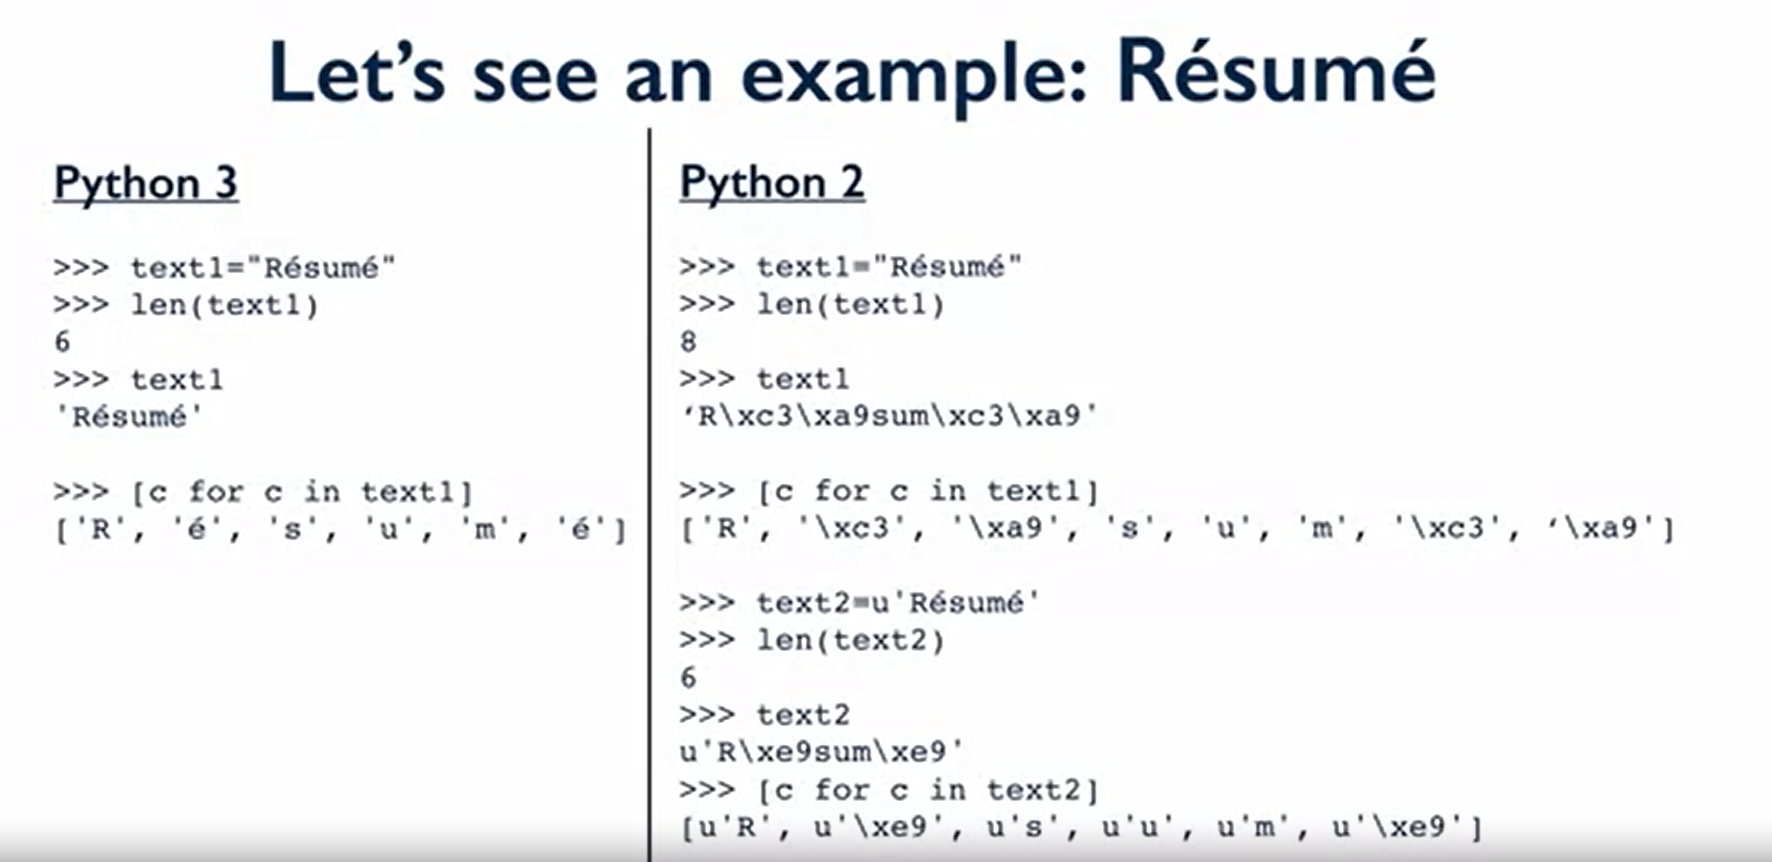 Let’s see an example: Résumé
Python 3
>>> text1="Résumé"
>>> len(text1)
6
>>> text1
'Résumé'
>>> [c for c in text1]
['R', 'é', 's', 'u', 'm', 'é']
Python 2
>>> text1="Résumé"
>>> len(text1)
8
>>> text1
‘R\xc3\xa9sum\xc3\xa9'
>>> [c for c in text1]
['R', '\xc3', '\xa9', 's', 'u', 'm', '\xc3', ‘\xa9']
>>> text2=u'Résumé'
>>> len(text2)
6
>>> text2
u'R\xe9sum\xe9'
>>> [c for c in text2]
[u'R', u'\xe9', u's', u'u', u'm', u'\xe9']